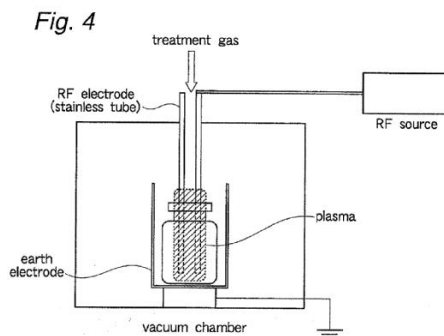 Fig. 4
treatment gas
RF electrode
(stainless tube)
RF source
plasma
earth
electrode
vacuum chamber